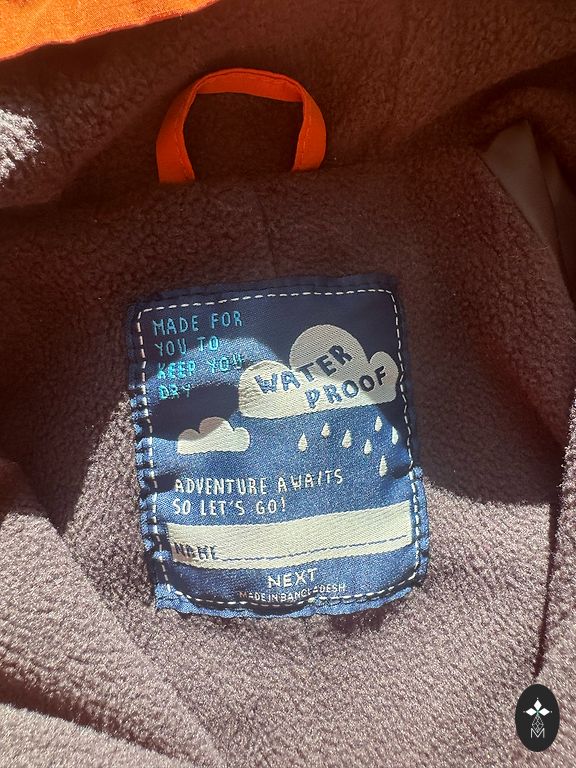 MADE FOR
YOU TO
KEEP YOU
DRY
WATER
PROOF
ADVENTURE AWAITS
SO LET'S GO!
NAME
NEXT
MADE IN BANGLADESH
M